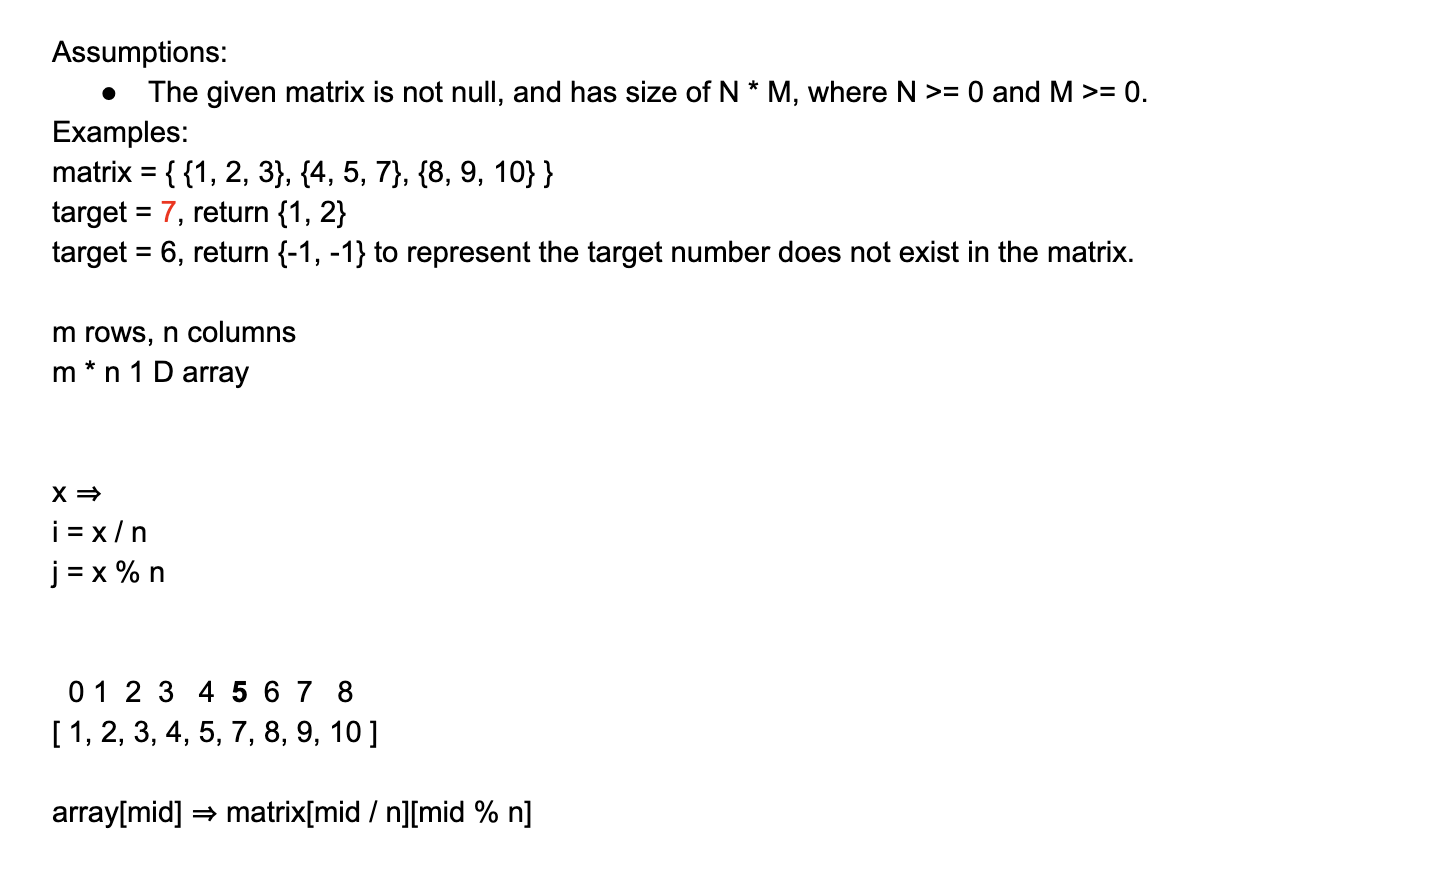 Assumptions:
● The given matrix is not null, and has size of N * M, where N >= 0 and M >= 0.
Examples:
matrix = { {1, 2, 3}, {4, 5, 7}, {8, 9, 10} }
target = 7, return {1, 2}
target = 6, return {-1, -1} to represent the target number does not exist in the matrix.
m rows, n columns
m * n 1 D array
x ⇒
i = x / n
j = x % n
0 1 2 3 4 5 6 7 8
[ 1, 2, 3, 4, 5, 7, 8, 9, 10 ]
array[mid] ⇒ matrix[mid / n][mid % n]